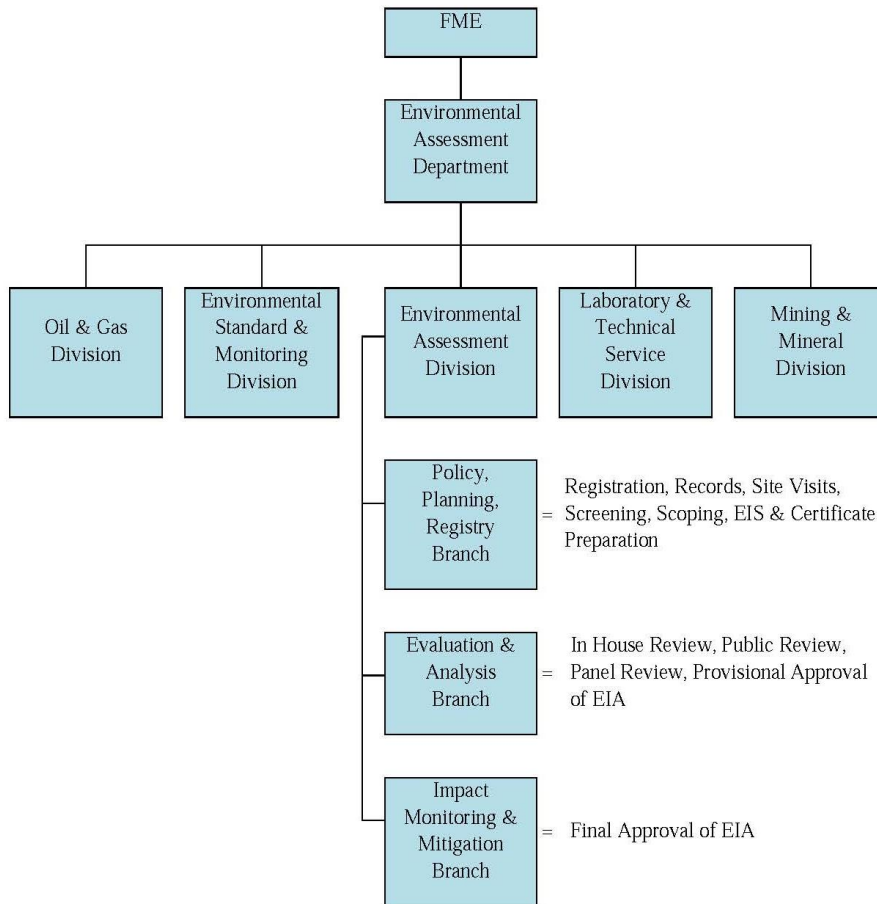 FME
Environmental
Assessment
Department
Oil & Gas
Division
Environmental
Standard &
Monitoring
Division
Environmental
Assessment
Division
Laboratory &
Technical
Service
Division
Mining &
Mineral
Division
Policy,
Planning,
Registry
Branch
= Registration, Records, Site Visits,
Screening, Scoping, EIS & Certificate
Preparation
Evaluation &
Analysis
Branch
= In House Review, Public Review,
Panel Review, Provisional Approval
of EIA
Impact
Monitoring &
Mitigation
Branch
= Final Approval of EIA